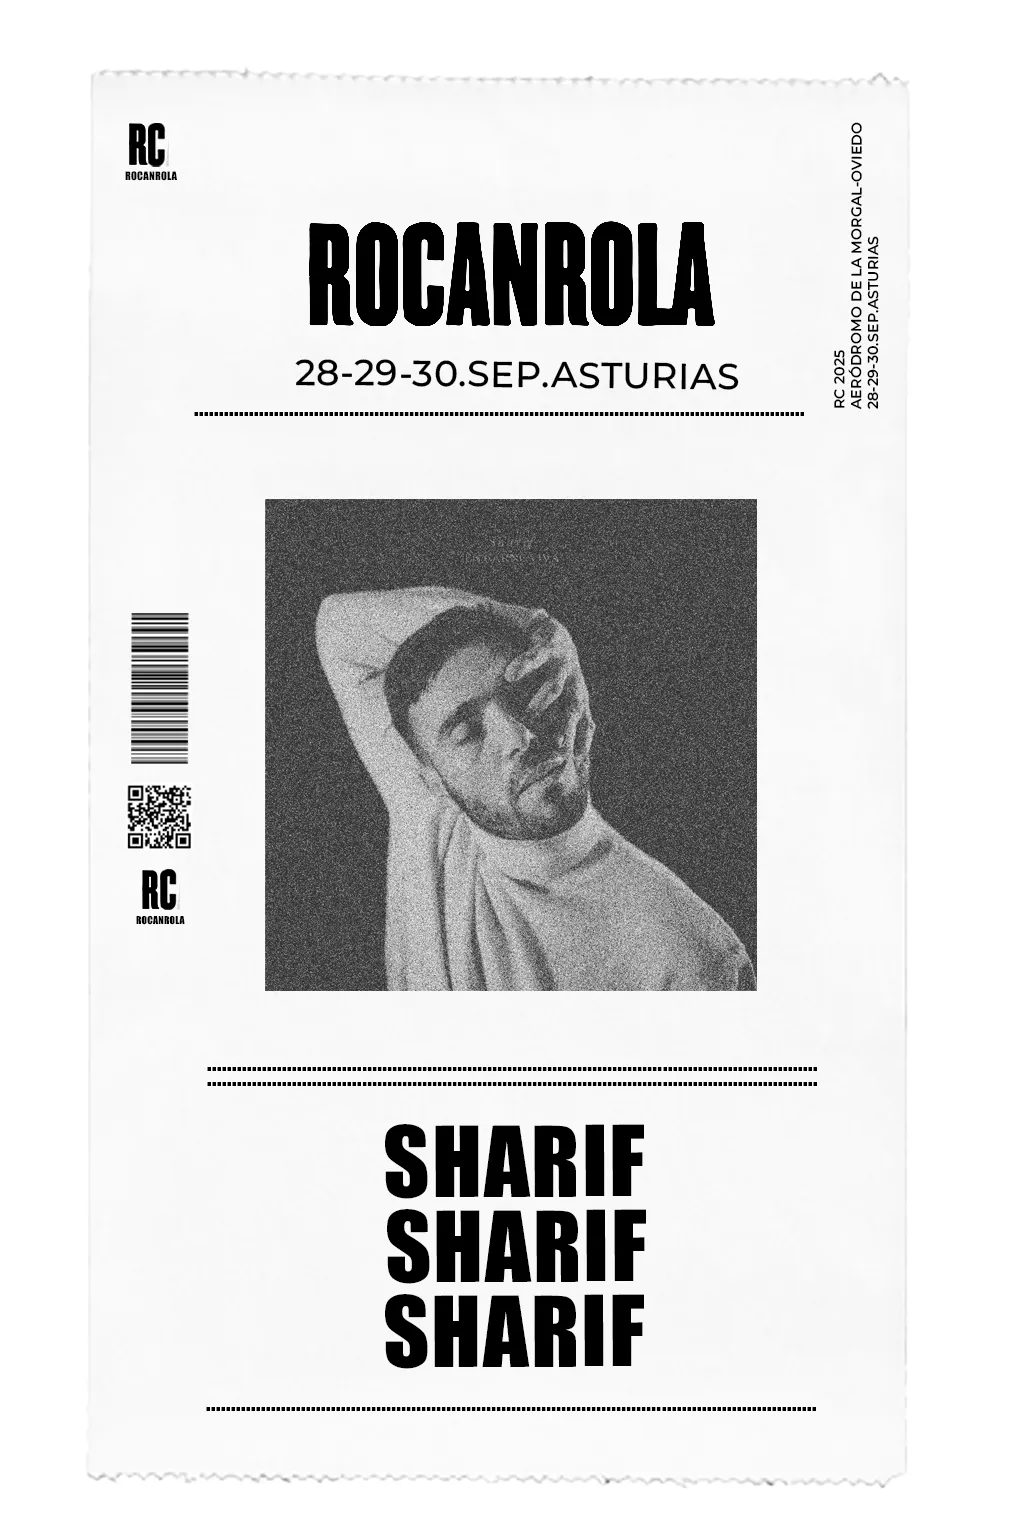 RC
ROCANROLA
RC 2025
AERÓDROMO DE LA MORGAL-OVIEDO
28-29-30.SEP.ASTURIAS
ROCANROLA
28-29-30.SEP.ASTURIAS
RC
ROCANROLA
SHARIF
SHARIF
SHARIF